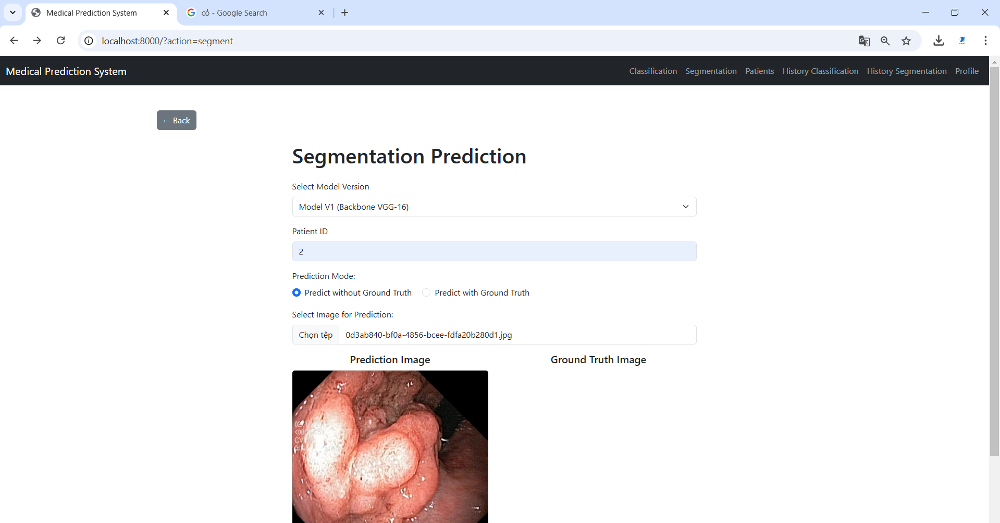 Medical Prediction System
cỏ - Google Search
localhost:8000/?action=segment
Medical Prediction System
Classification Segmentation Patients History Classification History Segmentation Profile
← Back
Segmentation Prediction
Select Model Version
Model V1 (Backbone VGG-16)
Patient ID
2
Prediction Mode:
Predict without Ground Truth Predict with Ground Truth
Select Image for Prediction:
Chọn tệp 0d3ab840-bf0a-4856-bcee-fdfa20b280d1.jpg
Prediction Image Ground Truth Image